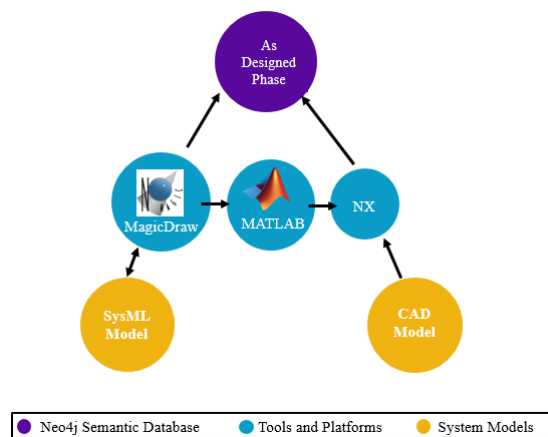 As
Designed
Phase
MagicDraw
MATLAB
NX
SysML
Model
CAD
Model
Neo4j Semantic Database
Tools and Platforms
System Models